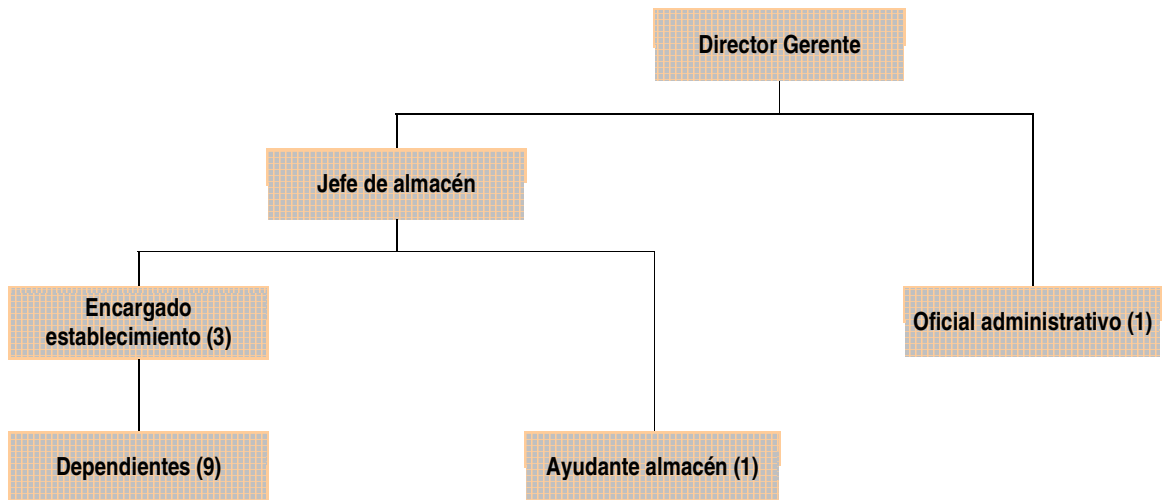 Director Gerente
Jefe de almacén
Encargado
establecimiento (3)
Oficial administrativo (1)
Dependientes (9)
Ayudante almacén (1)